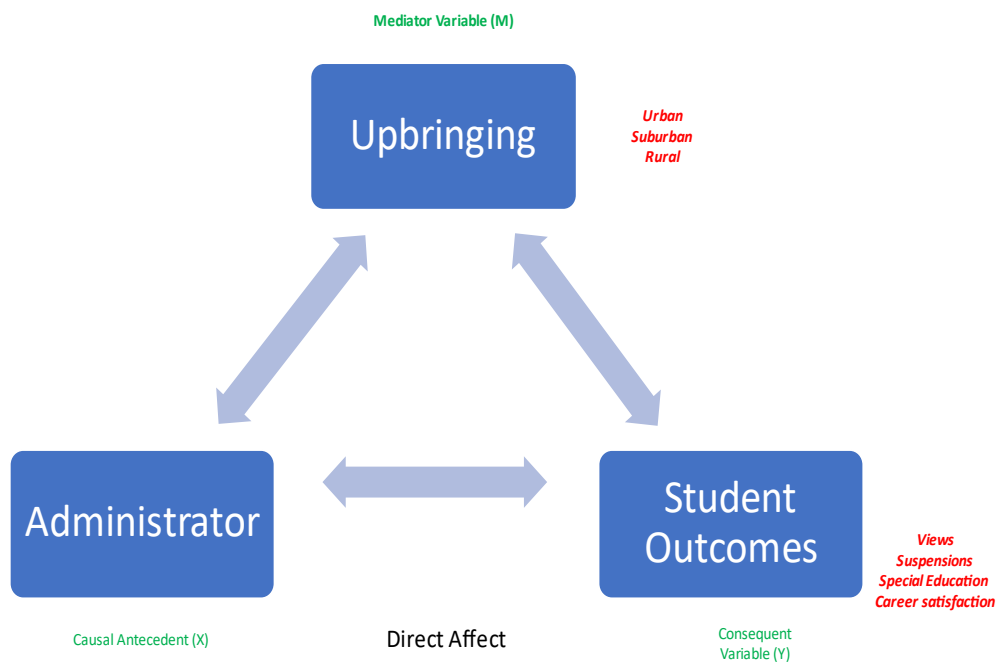 Mediator Variable (M)
Upbringing
Urban
Suburban
Rural
Administrator
Student
Outcomes
Views
Suspensions
Special Education
Career satisfaction
Causal Antecedent (X)
Direct Affect
Consequent
Variable (Y)